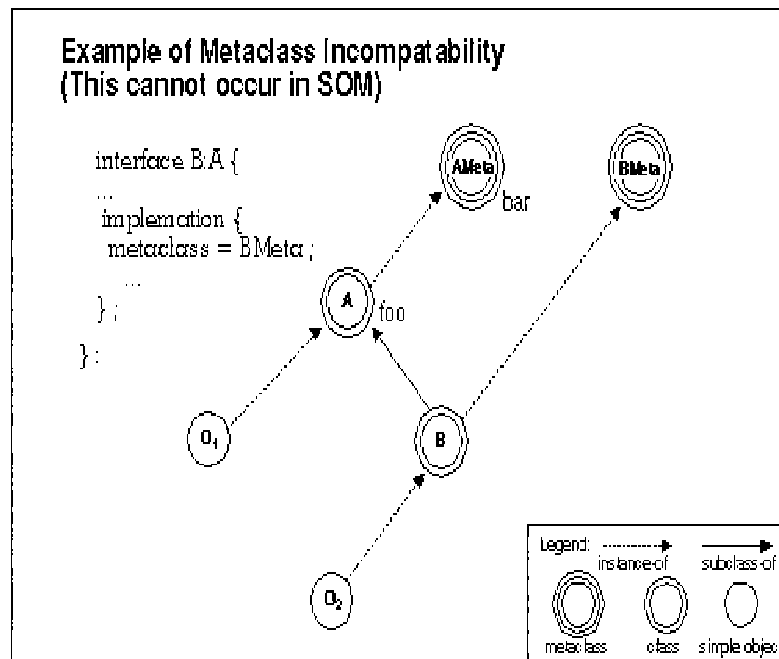 Example of Metaclass Incompatability
(This cannot occur in SOM)
interface B:A {
...
implemation {
metaclass = BMeta ;
...
} ;
} :
AMeta
bar
BMeta
A
foo
O1
B
O2
Legend:
instance-of
subclass-of
metaclass
class
simple objec